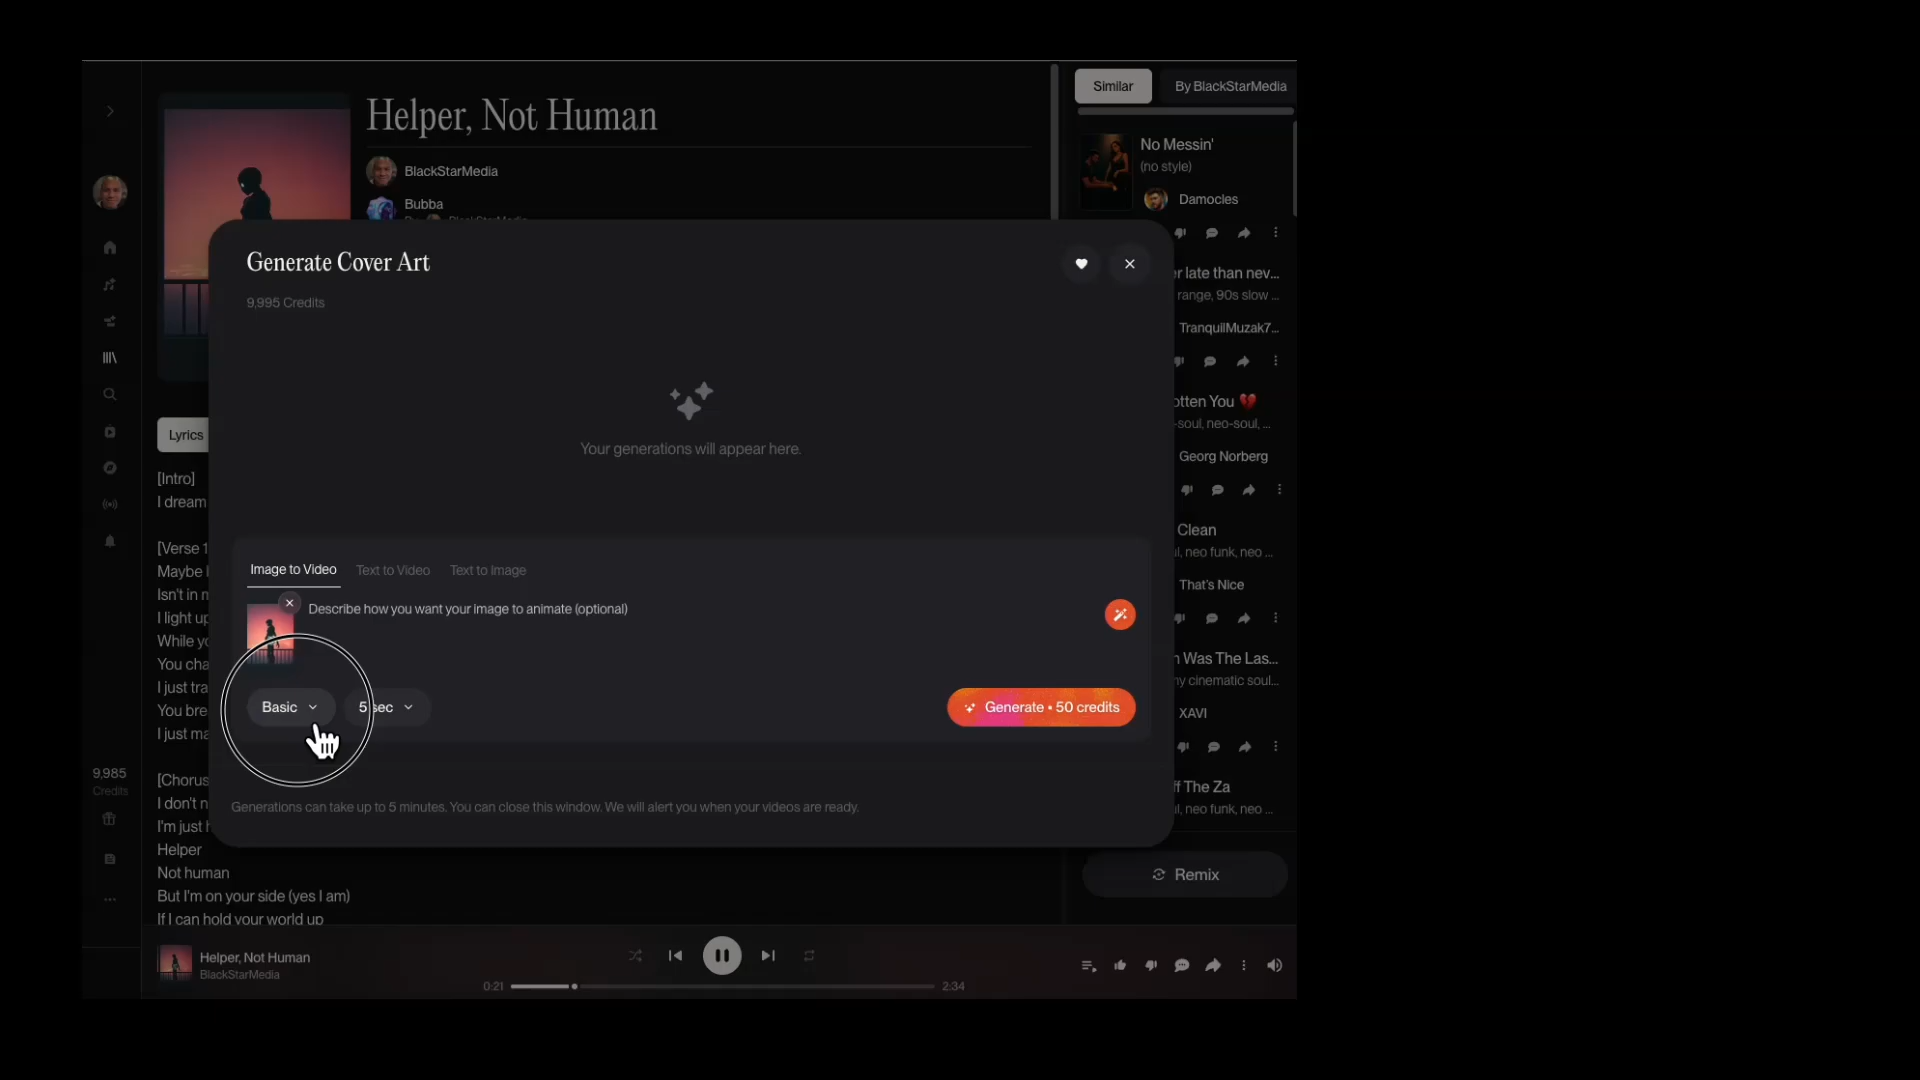 Helper, Not Human
BlackStarMedia
Bubba
BlackStarMedia
Similar
By BlackStarMedia
No Messin'
(no style)
Damocles
r late than nev...
range, 90s slow ...
TranquilMuzak7...
otten You 💔
-soul, neo-soul, ...
Georg Norberg
Clean
l, neo funk, neo ...
That's Nice
n Was The Las...
ny cinematic soul...
XAVI
ff The Za
l, neo funk, neo ...
Remix
Generate Cover Art
9,995 Credits
Your generations will appear here.
Image to Video
Text to Video
Text to Image
Describe how you want your image to animate (optional)
Basic
5 sec
Generate • 50 credits
Generations can take up to 5 minutes. You can close this window. We will alert you when your videos are ready.
Lyrics
[Intro]
I dream
[Verse 1
Maybe
Isn't in
I light up
While yo
You cha
I just tra
You bre
I just ma
[Chorus
I don't n
I'm just h
Helper
Not human
But I'm on your side (yes I am)
If I can hold your world up
9,985
Credits
Helper, Not Human
BlackStarMedia
0:21
2:34